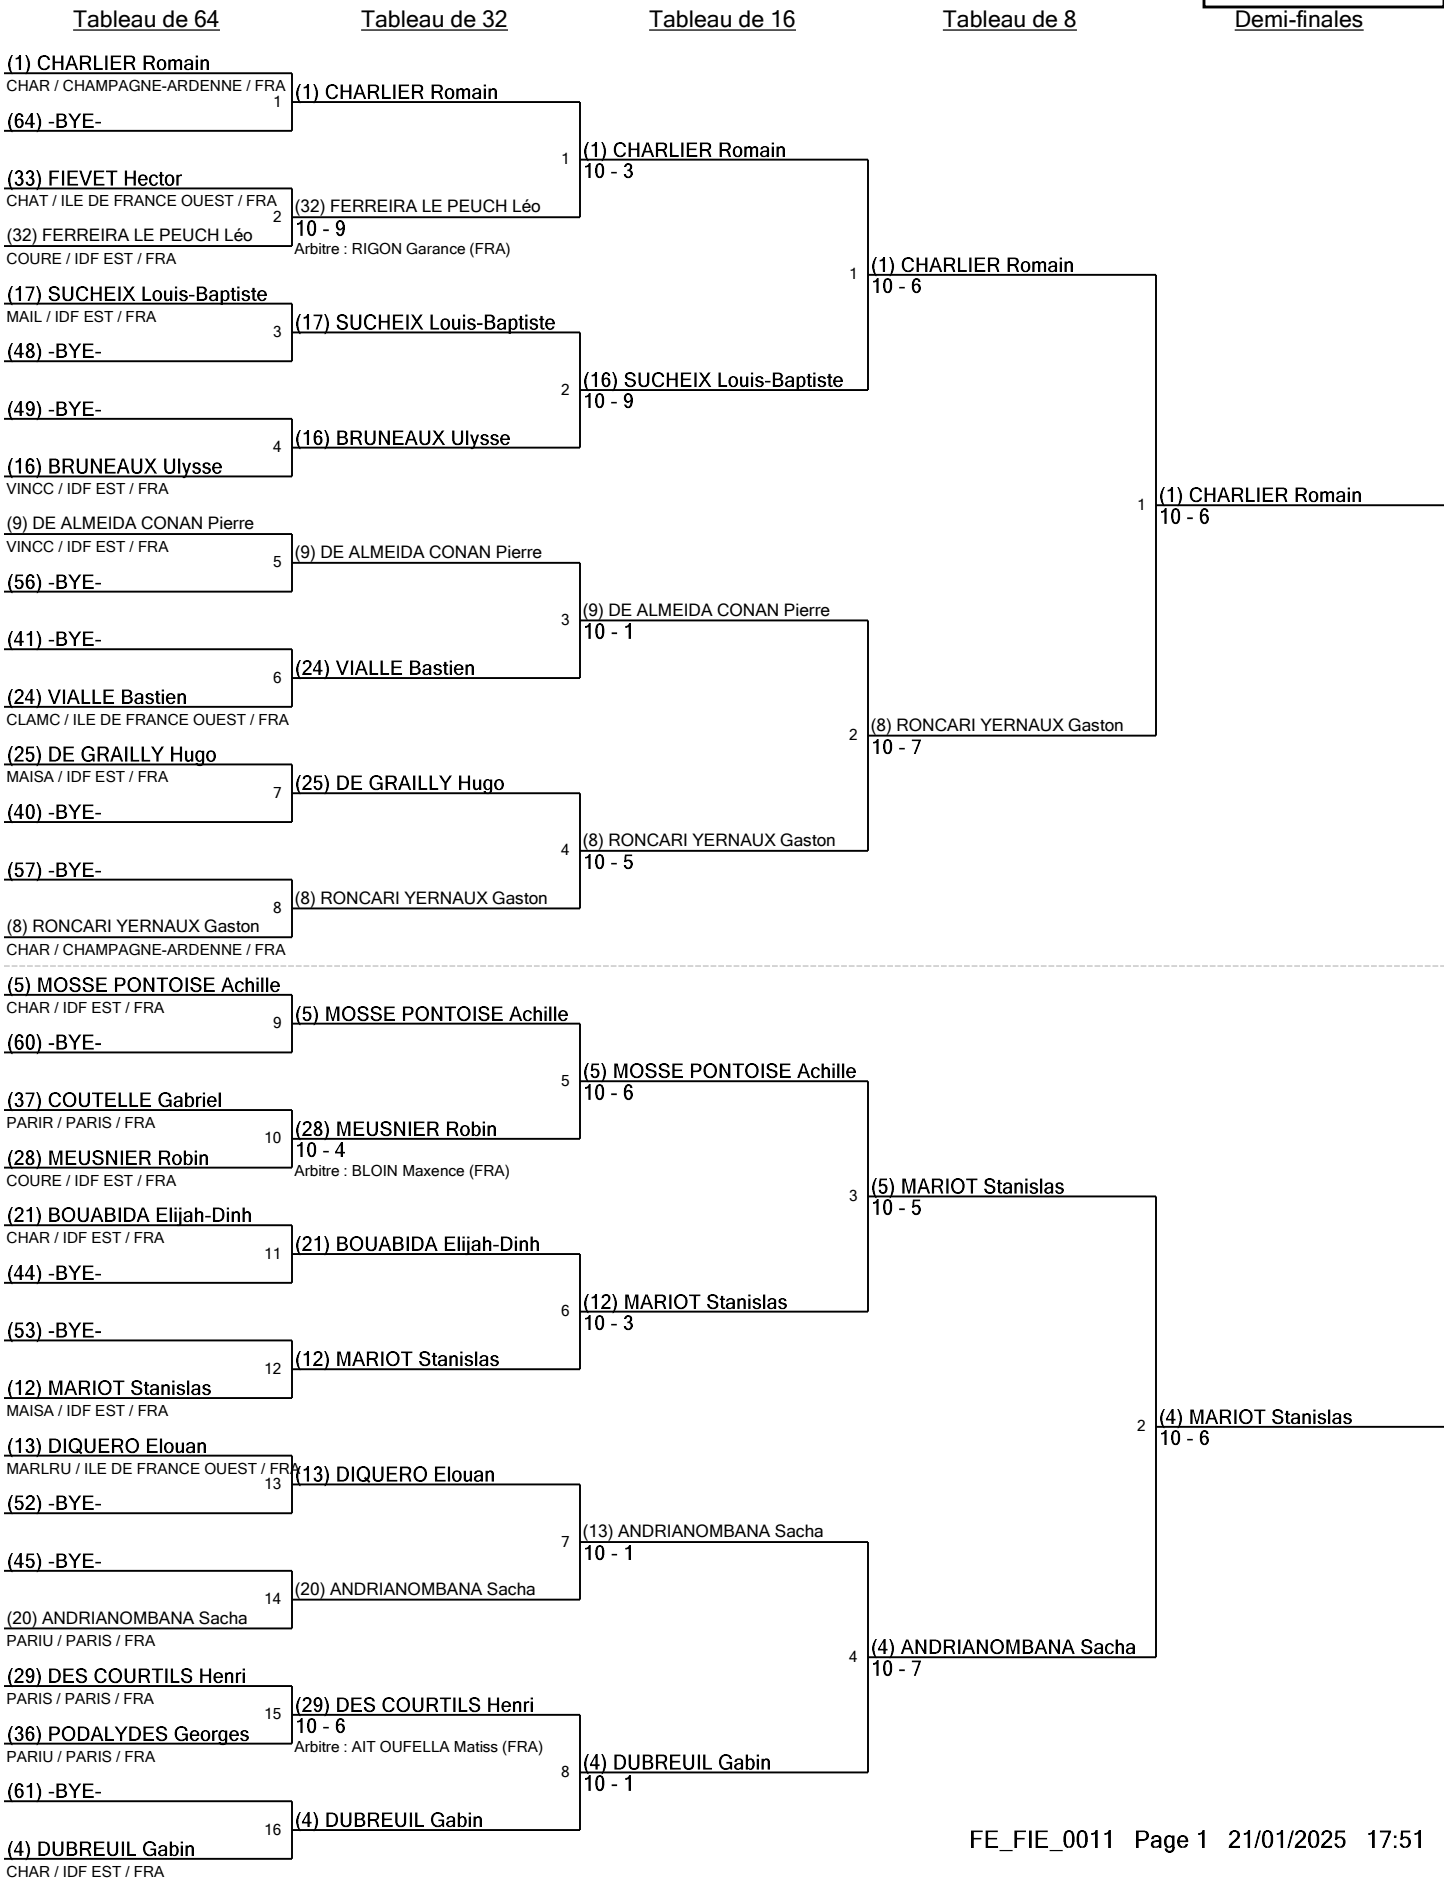 Tableau de 64
Tableau de 32
Tableau de 16
Tableau de 8
Demi-finales
(1) CHARLIER Romain
CHAR / CHAMPAGNE-ARDENNE / FRA
1
(64) -BYE-
(33) FIEVET Hector
CHAT / ILE DE FRANCE OUEST / FRA
2
(32) FERREIRA LE PEUCH Léo
COURE / IDF EST / FRA
(17) SUCHEIX Louis-Baptiste
MAIL / IDF EST / FRA
3
(48) -BYE-
(49) -BYE-
4
(16) BRUNEAUX Ulysse
VINCC / IDF EST / FRA
(9) DE ALMEIDA CONAN Pierre
VINCC / IDF EST / FRA
5
(56) -BYE-
(41) -BYE-
6
(24) VIALLE Bastien
CLAMC / ILE DE FRANCE OUEST / FRA
(25) DE GRAILLY Hugo
MAISA / IDF EST / FRA
7
(40) -BYE-
(57) -BYE-
8
(8) RONCARI YERNAUX Gaston
CHAR / CHAMPAGNE-ARDENNE / FRA
(5) MOSSE PONTOISE Achille
CHAR / IDF EST / FRA
9
(60) -BYE-
(37) COUTELLE Gabriel
PARIR / PARIS / FRA
10
(28) MEUSNIER Robin
COURE / IDF EST / FRA
(21) BOUABIDA Elijah-Dinh
CHAR / IDF EST / FRA
11
(44) -BYE-
(53) -BYE-
12
(12) MARIOT Stanislas
MAISA / IDF EST / FRA
(13) DIQUERO Elouan
MARLRU / ILE DE FRANCE OUEST / FRA
13
(52) -BYE-
(45) -BYE-
14
(20) ANDRIANOMBANA Sacha
PARIU / PARIS / FRA
(29) DES COURTILS Henri
PARIS / PARIS / FRA
15
(36) PODALYDES Georges
PARIU / PARIS / FRA
(61) -BYE-
16
(4) DUBREUIL Gabin
CHAR / IDF EST / FRA
(1) CHARLIER Romain
1
(32) FERREIRA LE PEUCH Léo
10 - 9
Arbitre : RIGON Garance (FRA)
(17) SUCHEIX Louis-Baptiste
2
(16) BRUNEAUX Ulysse
(9) DE ALMEIDA CONAN Pierre
3
(24) VIALLE Bastien
(25) DE GRAILLY Hugo
4
(8) RONCARI YERNAUX Gaston
(5) MOSSE PONTOISE Achille
5
(28) MEUSNIER Robin
10 - 4
Arbitre : BLOIN Maxence (FRA)
(21) BOUABIDA Elijah-Dinh
6
(12) MARIOT Stanislas
(13) DIQUERO Elouan
7
(20) ANDRIANOMBANA Sacha
(29) DES COURTILS Henri
10 - 6
Arbitre : AIT OUFELLA Matiss (FRA)
8
(4) DUBREUIL Gabin
(1) CHARLIER Romain
10 - 3
1
(16) SUCHEIX Louis-Baptiste
10 - 9
(9) DE ALMEIDA CONAN Pierre
10 - 1
2
(8) RONCARI YERNAUX Gaston
10 - 5
(5) MOSSE PONTOISE Achille
10 - 6
3
(12) MARIOT Stanislas
10 - 3
(13) ANDRIANOMBANA Sacha
10 - 1
4
(4) DUBREUIL Gabin
10 - 1
(1) CHARLIER Romain
10 - 6
1
(8) RONCARI YERNAUX Gaston
10 - 7
(5) MARIOT Stanislas
10 - 5
2
(4) ANDRIANOMBANA Sacha
10 - 7
(1) CHARLIER Romain
10 - 6
(4) MARIOT Stanislas
10 - 6
FE_FIE_0011 Page 1 21/01/2025 17:51